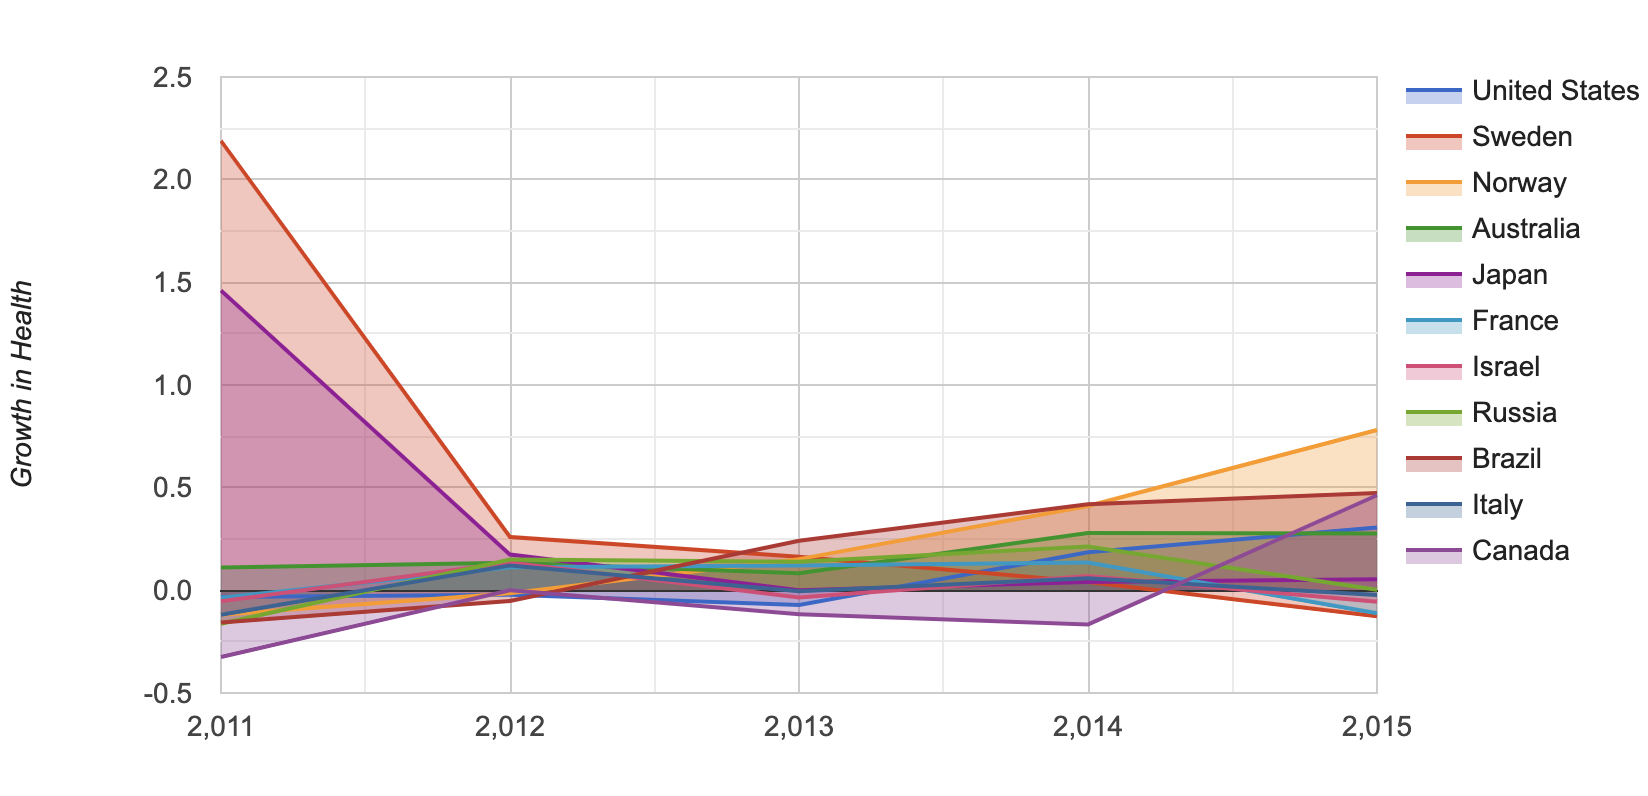 Growth in Health
2.5
2.0
1.5
1.0
0.5
0.0
-0.5
2,011 2,012 2,013 2,014 2,015
United States
Sweden
Norway
Australia
Japan
France
Israel
Russia
Brazil
Italy
Canada